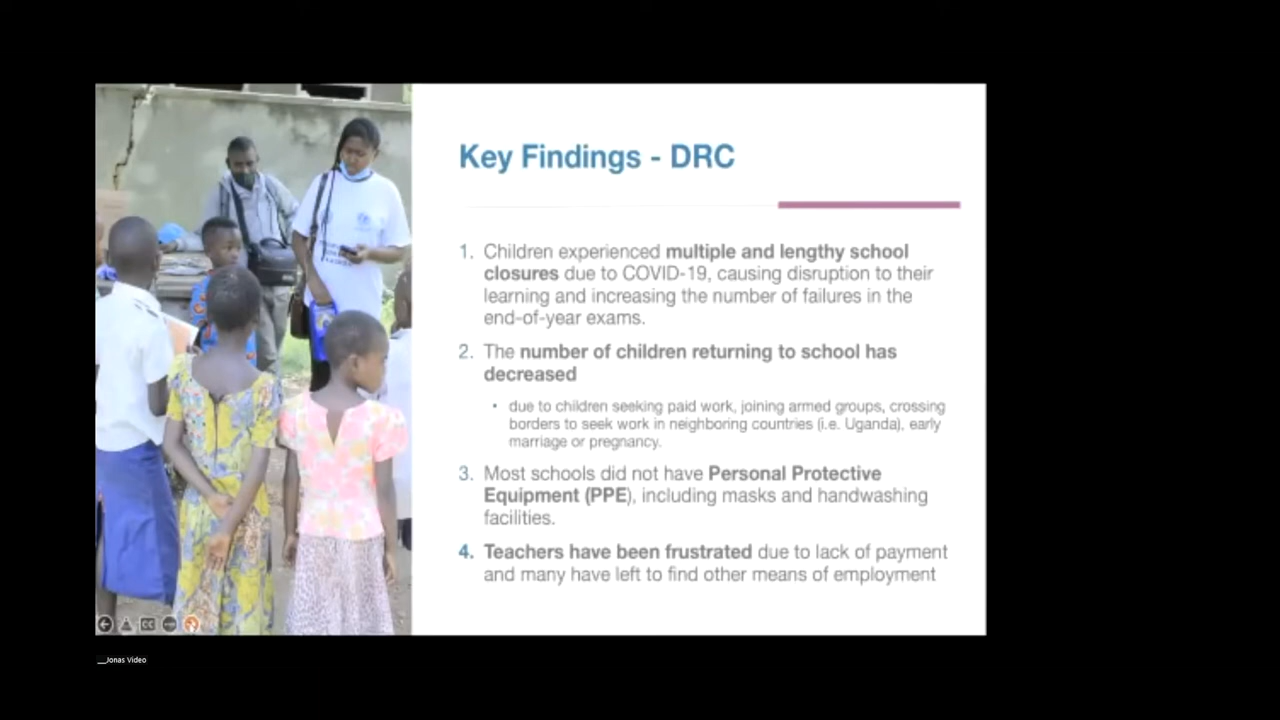 Key Findings - DRC
1. Children experienced multiple and lengthy school
closures due to COVID-19, causing disruption to their
learning and increasing the number of failures in the
end-of-year exams.
2. The number of children returning to school has
decreased
• due to children seeking paid work, joining armed groups, crossing
borders to seek work in neighboring countries (i.e. Uganda), early
marriage or pregnancy.
3. Most schools did not have Personal Protective
Equipment (PPE), including masks and handwashing
facilities.
4. Teachers have been frustrated due to lack of payment
and many have left to find other means of employment
CC
__Jonas Video